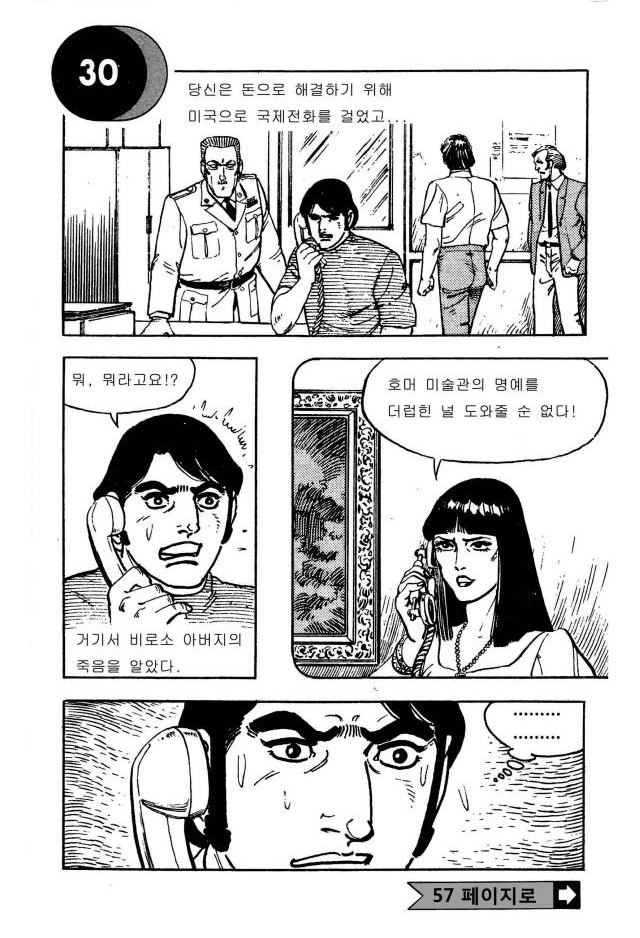 30
당신은 돈으로 해결하기 위해
미국으로 국제전화를 걸었고...
뭐, 뭐라고요!?
호머 미술관의 명예를
더럽힌 널 도와줄 순 없다!
거기서 비로소 아버지의
죽음을 알았다.
.........
.........
57 페이지로